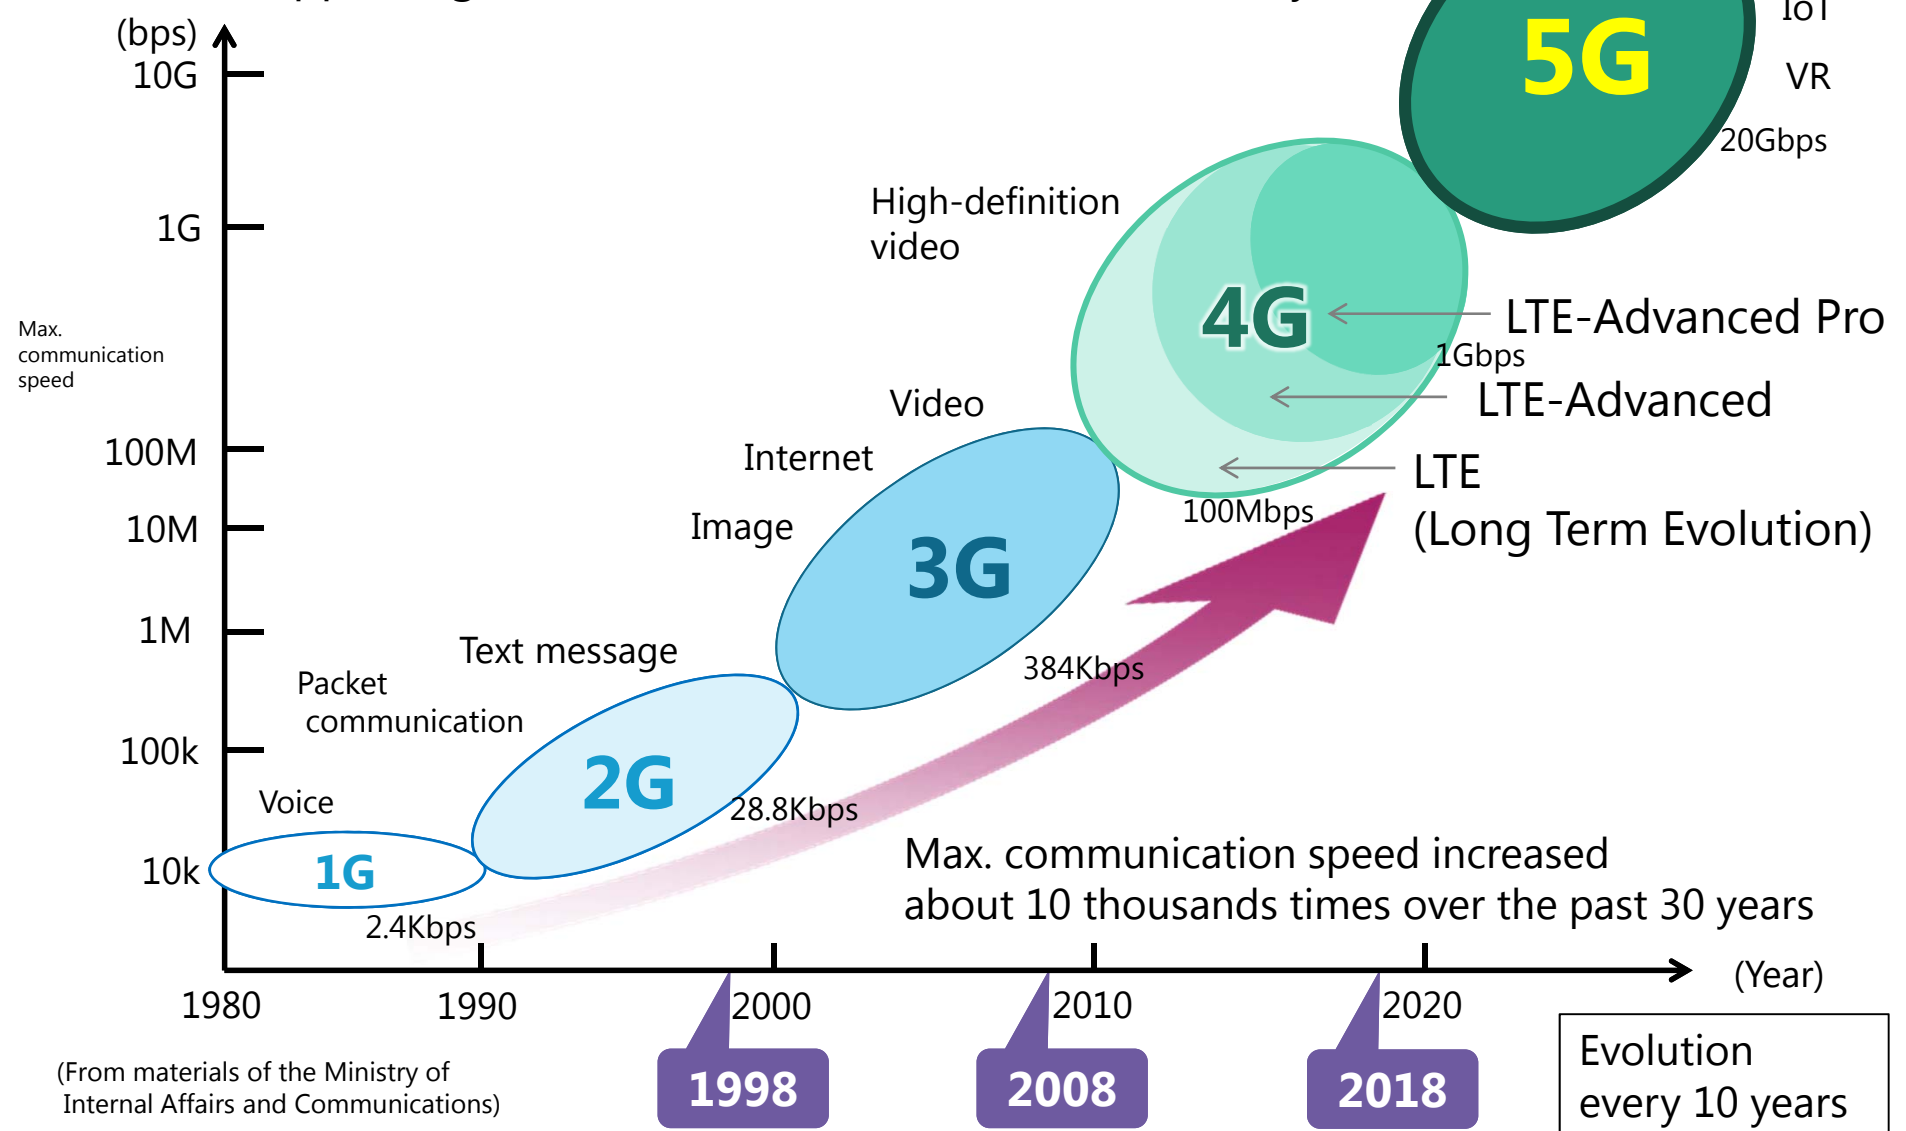 (bps)
10G
1G
Max.
communication
speed
100M
10M
1M
100k
10k
5G
IoT
VR
20Gbps
High-definition
video
4G
LTE-Advanced Pro
1Gbps
LTE-Advanced
LTE
(Long Term Evolution)
100Mbps
Video
Internet
Image
3G
384Kbps
Text message
Packet
communication
2G
28.8Kbps
Voice
1G
2.4Kbps
Max. communication speed increased
about 10 thousands times over the past 30 years
(Year)
1980
1990
2000
2010
2020
1998
2008
2018
Evolution
every 10 years
(From materials of the Ministry of
Internal Affairs and Communications)